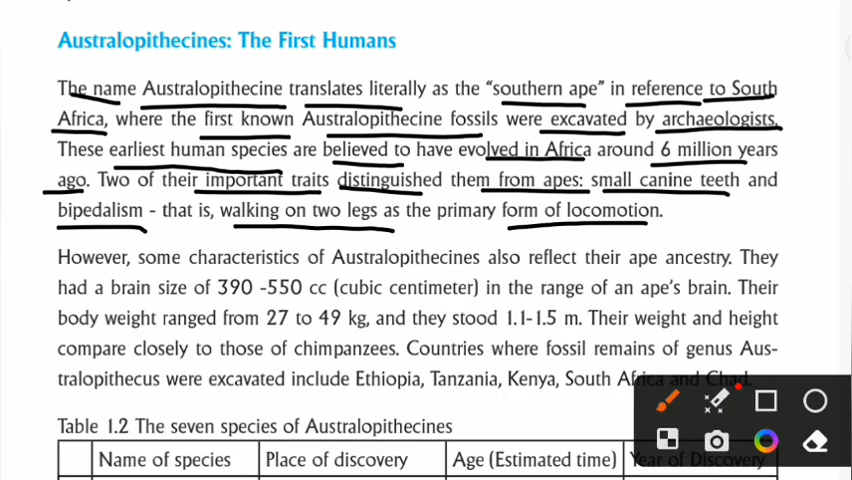 Australopithecines: The First Humans
The name Australopithecine translates literally as the “southern ape” in reference to South
Africa, where the first known Australopithecine fossils were excavated by archaeologists.
These earliest human species are believed to have evolved in Africa around 6 million years
ago. Two of their important traits distinguished them from apes: small canine teeth and
bipedalism - that is, walking on two legs as the primary form of locomotion.
However, some characteristics of Australopithecines also reflect their ape ancestry. They
had a brain size of 390 -550 cc (cubic centimeter) in the range of an ape’s brain. Their
body weight ranged from 27 to 49 kg, and they stood 1.1-1.5 m. Their weight and height
compare closely to those of chimpanzees. Countries where fossil remains of genus Aus-
tralopithecus were excavated include Ethiopia, Tanzania, Kenya, South Africa and Chad.
Table 1.2 The seven species of Australopithecines
Name of species Place of discovery Age (Estimated time) Year of Discovery